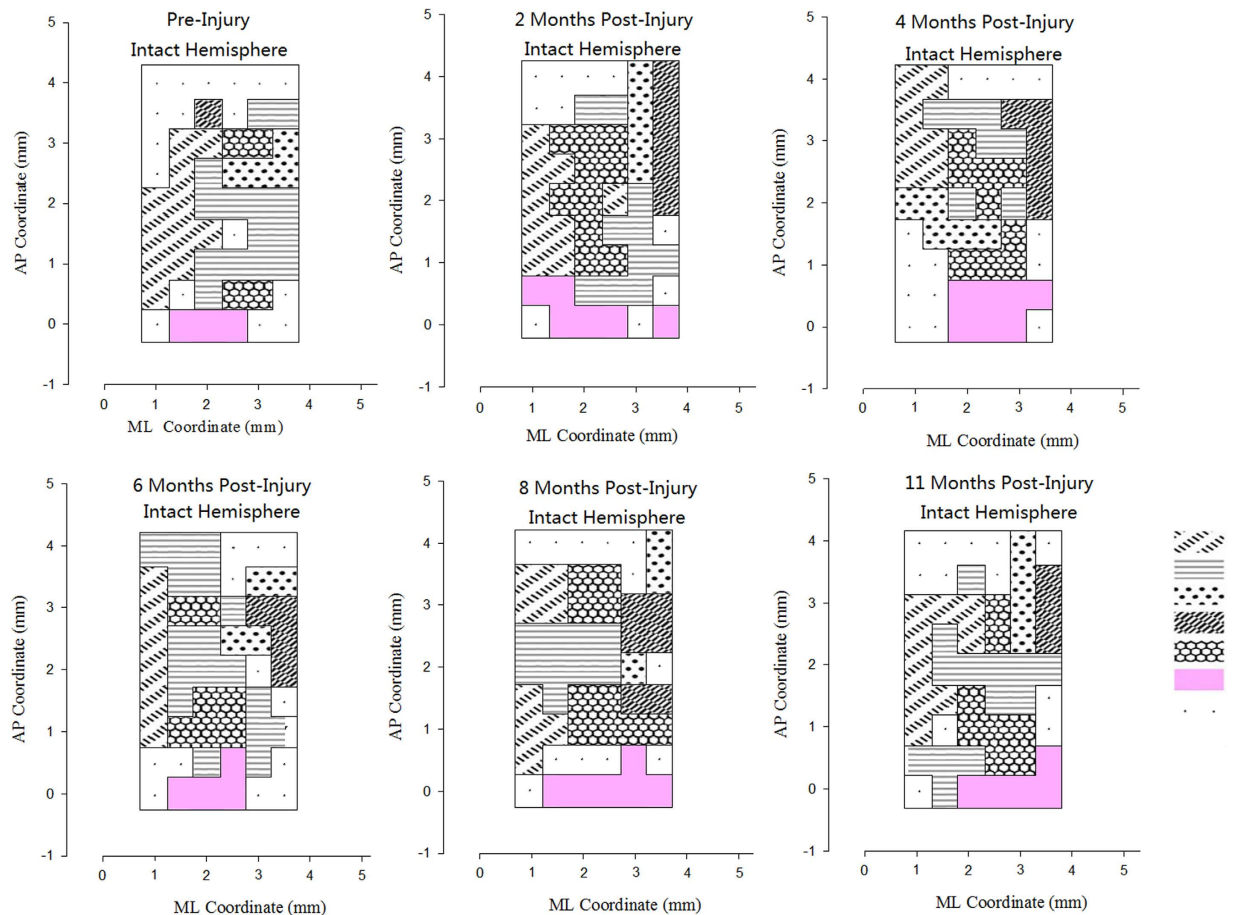 Pre-Injury
Intact Hemisphere
5
4
3
2
1
0
-1
AP Coordinate (mm)
0 1 2 3 4 5
ML Coordinate (mm)
2 Months Post-Injury
Intact Hemisphere
5
4
3
2
1
0
-1
AP Coordinate (mm)
0 1 2 3 4 5
ML Coordinate (mm)
4 Months Post-Injury
Intact Hemisphere
5
4
3
2
1
0
-1
AP Coordinate (mm)
0 1 2 3 4 5
ML Coordinate (mm)
6 Months Post-Injury
Intact Hemisphere
5
4
3
2
1
0
-1
AP Coordinate (mm)
0 1 2 3 4 5
ML Coordinate (mm)
8 Months Post-Injury
Intact Hemisphere
5
4
3
2
1
0
-1
AP Coordinate (mm)
0 1 2 3 4 5
ML Coordinate (mm)
11 Months Post-Injury
Intact Hemisphere
5
4
3
2
1
0
-1
AP Coordinate (mm)
0 1 2 3 4 5
ML Coordinate (mm)